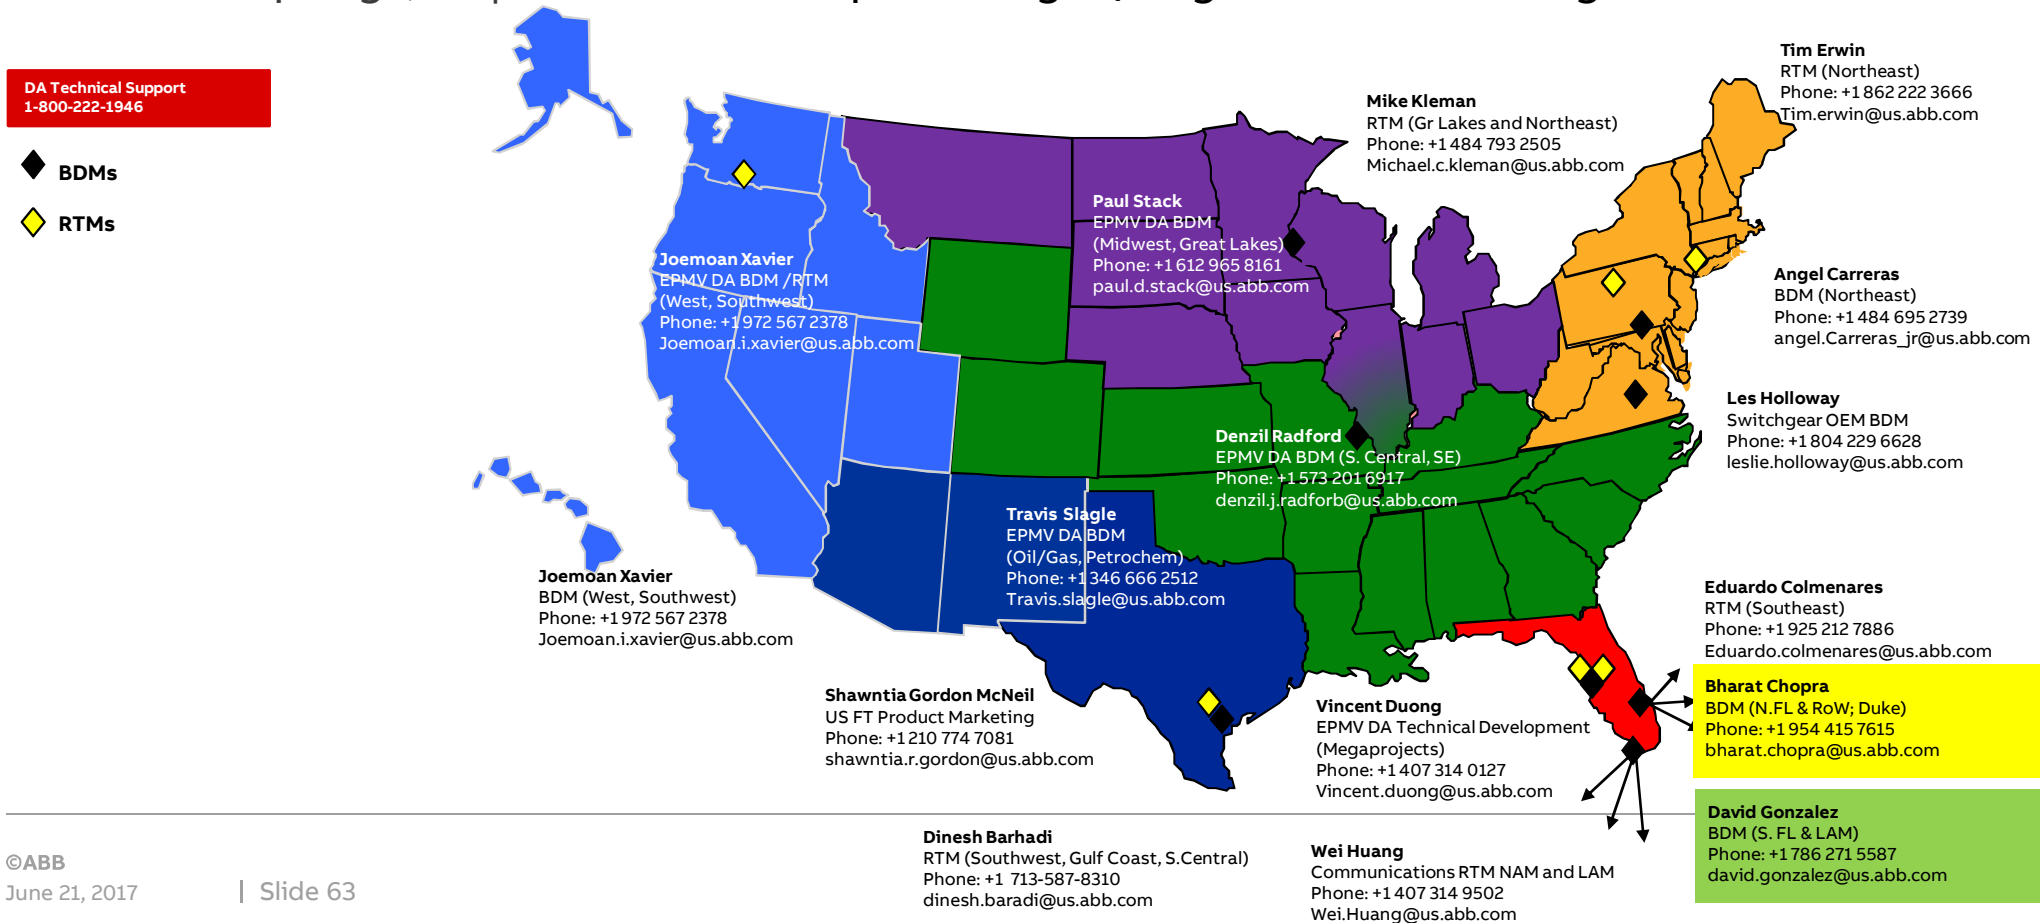 DA Technical Support
1-800-222-1946
BDMs
RTMs
Tim Erwin
RTM (Northeast)
Phone: +1 862 222 3666
Tim.erwin@us.abb.com
Mike Kleman
RTM (Gr Lakes and Northeast)
Phone: +1 484 793 2505
Michael.c.kleman@us.abb.com
Paul Stack
EPMV DA BDM
(Midwest, Great Lakes)
Phone: +1 612 965 8161
paul.d.stack@us.abb.com
Joemoan Xavier
EPMV DA BDM /RTM
(West, Southwest)
Phone: +1 972 567 2378
Joemoan.i.xavier@us.abb.com
Angel Carreras
BDM (Northeast)
Phone: +1 484 695 2739
angel.Carreras_jr@us.abb.com
Les Holloway
Switchgear OEM BDM
Phone: +1 804 229 6628
leslie.holloway@us.abb.com
Denzil Radford
EPMV DA BDM (S. Central, SE)
Phone: +1 573 201 6917
denzil.j.radforb@us.abb.com
Travis Slagle
EPMV DA BDM
(Oil/Gas, Petrochem)
Phone: +1 346 666 2512
Travis.slagle@us.abb.com
Joemoan Xavier
BDM (West, Southwest)
Phone: +1 972 567 2378
Joemoan.i.xavier@us.abb.com
Eduardo Colmenares
RTM (Southeast)
Phone: +1 925 212 7886
Eduardo.colmenares@us.abb.com
Shawntia Gordon McNeil
US FT Product Marketing
Phone: +1 210 774 7081
shawntia.r.gordon@us.abb.com
Vincent Duong
EPMV DA Technical Development
(Megaprojects)
Phone: +1 407 314 0127
Vincent.duong@us.abb.com
Bharat Chopra
BDM (N.FL & RoW; Duke)
Phone: +1 954 415 7615
bharat.chopra@us.abb.com
David Gonzalez
BDM (S. FL & LAM)
Phone: +1 786 271 5587
david.gonzalez@us.abb.com
Dinesh Barhadi
RTM (Southwest, Gulf Coast, S.Central)
Phone: +1 713-587-8310
dinesh.baradi@us.abb.com
Wei Huang
Communications RTM NAM and LAM
Phone: +1 407 314 9502
Wei.Huang@us.abb.com
©ABB
June 21, 2017
| Slide 63